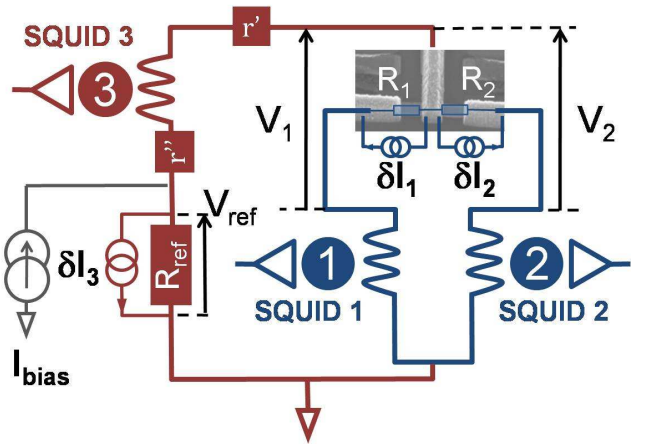 SQUID 3
r'
3
R1
R2
V1
V2
r''
δI1
δI2
Vref
δI3
Rref
1
2
SQUID 1
SQUID 2
Ibias